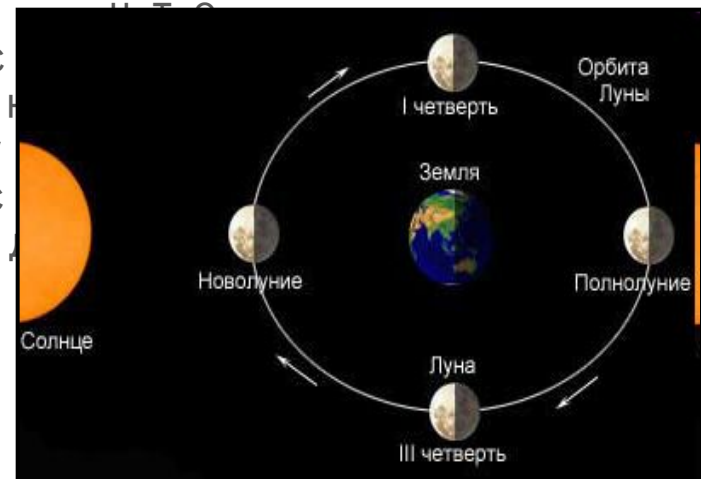 Орбита
Луны
I четверть
Земля
Новолуние
Полнолуние
Солнце
Луна
III четверть